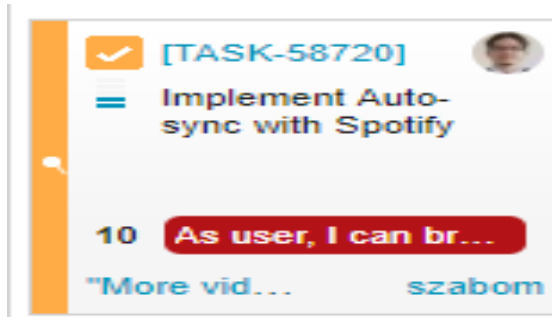 [TASK-58720]
Implement Auto-
sync with Spotify
10 As user, I can br...
"More vid... szabom